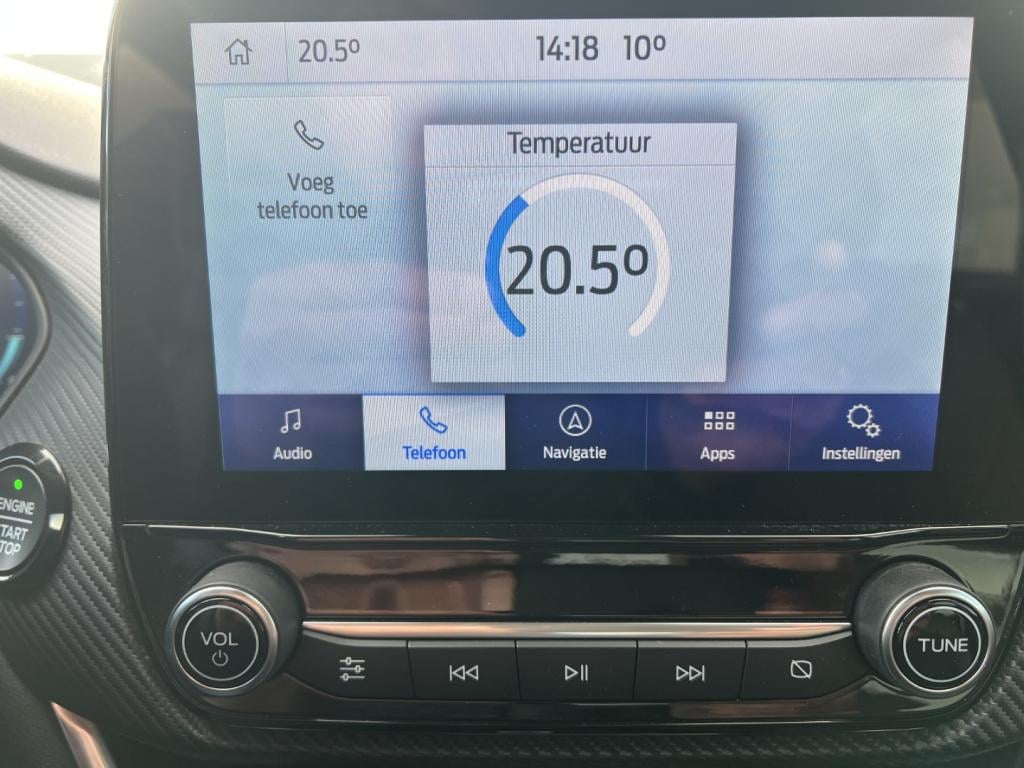 20.5º 14:18 10º
Temperatuur
Voeg
telefoon toe
20.5º
Audio Telefoon Navigatie Apps Instellingen
ENGINE
START
STOP
VOL TUNE